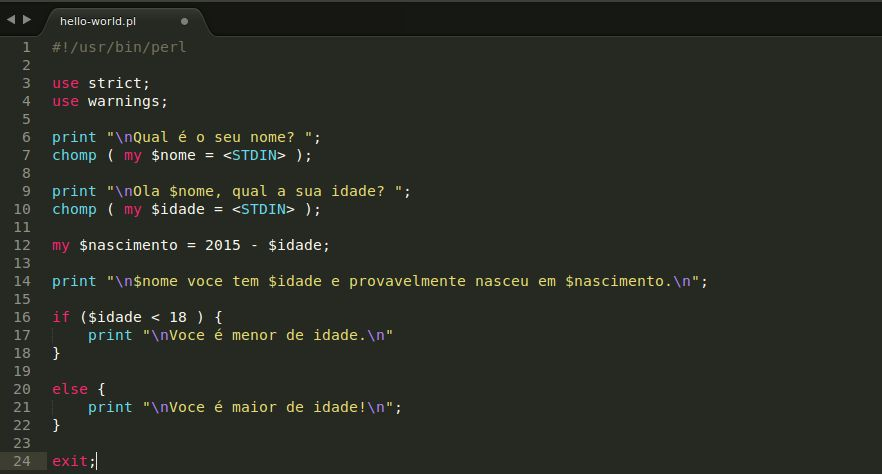 hello-world.pl
1 #!/usr/bin/perl
2
3 use strict;
4 use warnings;
5
6 print "\nQual é o seu nome? ";
7 chomp ( my $nome = <STDIN> );
8
9 print "\nOla $nome, qual a sua idade? ";
10 chomp ( my $idade = <STDIN> );
11
12 my $nascimento = 2015 - $idade;
13
14 print "\n$nome voce tem $idade e provavelmente nasceu em $nascimento.\n";
15
16 if ($idade < 18 ) {
17     print "\nVoce é menor de idade.\n"
18 }
19
20 else {
21     print "\nVoce é maior de idade!\n";
22 }
23
24 exit;